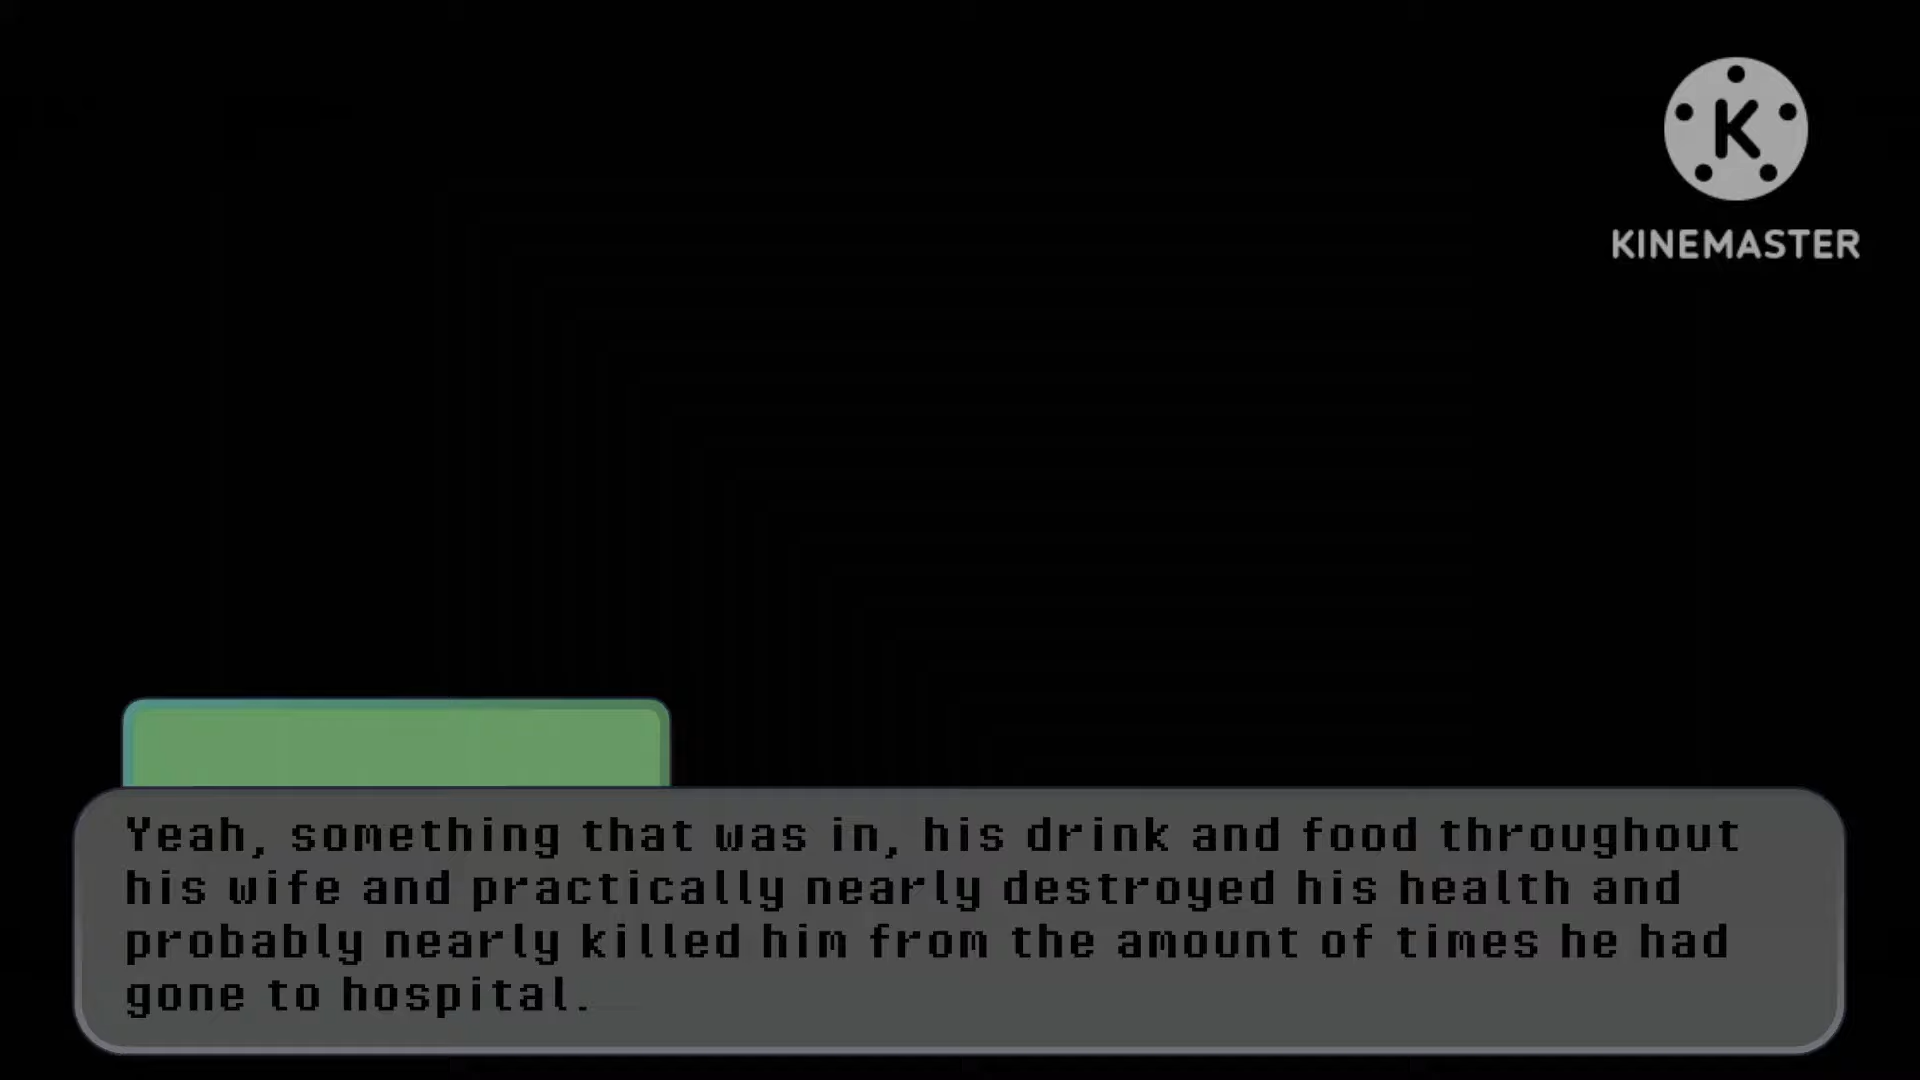 K
KINEMASTER
Yeah, something that was in, his drink and food throughout
his wife and practically nearly destroyed his health and
probably nearly killed him from the amount of times he had
gone to hospital.